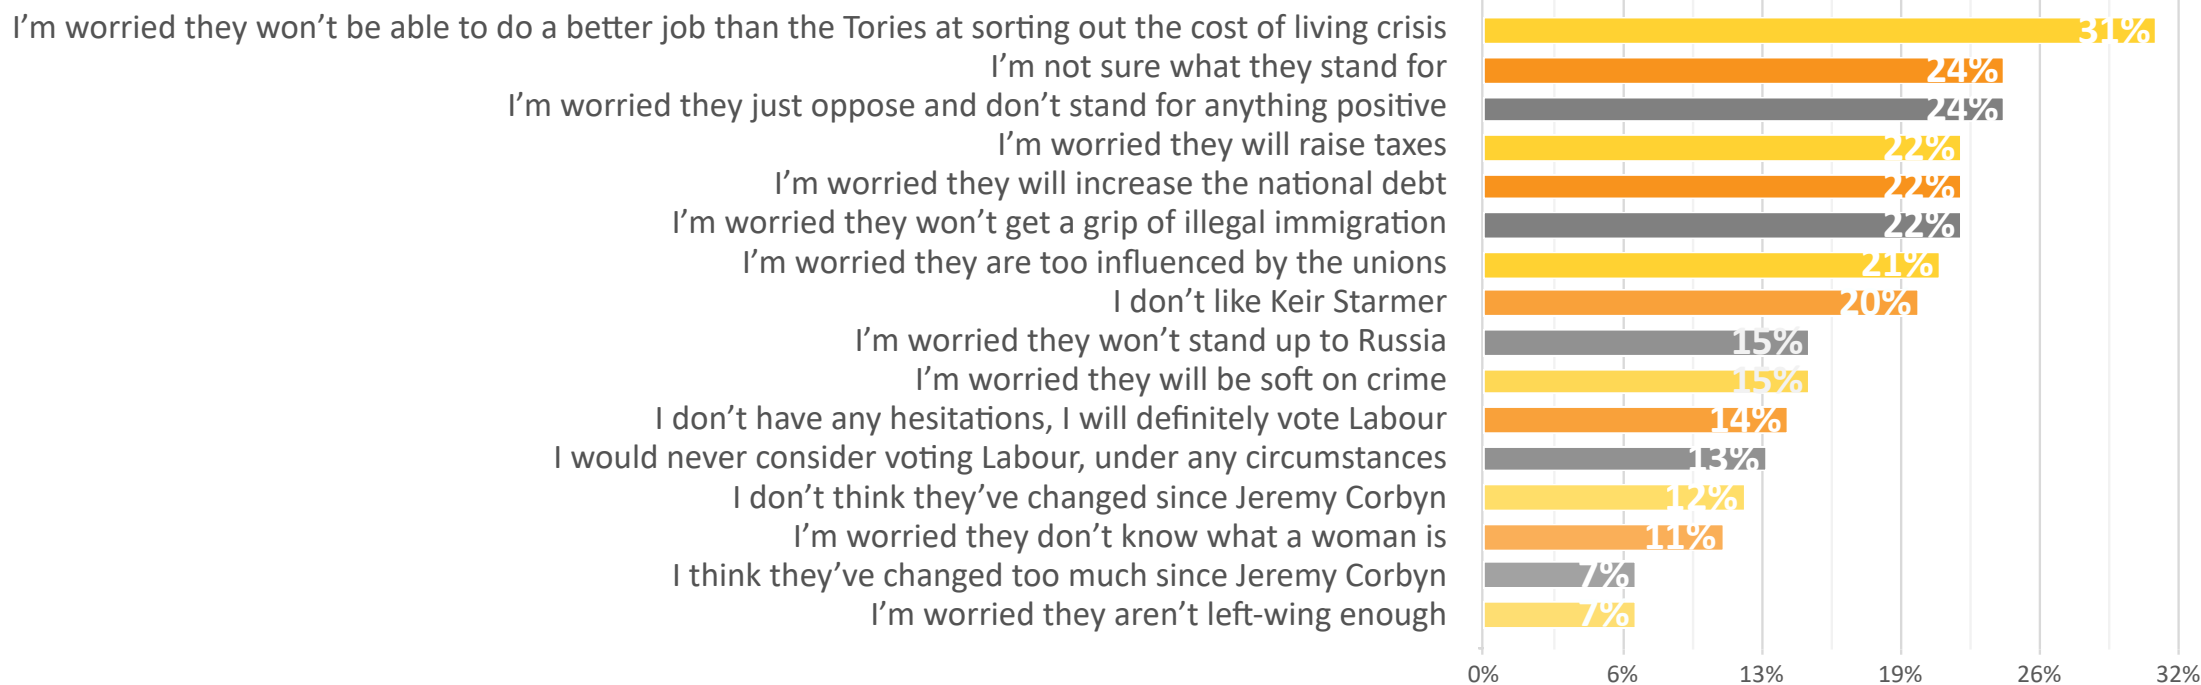 I’m worried they won’t be able to do a better job than the Tories at sorting out the cost of living crisis 31%
I’m not sure what they stand for 24%
I’m worried they just oppose and don’t stand for anything positive 24%
I’m worried they will raise taxes 22%
I’m worried they will increase the national debt 22%
I’m worried they won’t get a grip of illegal immigration 22%
I’m worried they are too influenced by the unions 21%
I don’t like Keir Starmer 20%
I’m worried they won’t stand up to Russia 15%
I’m worried they will be soft on crime 15%
I don’t have any hesitations, I will definitely vote Labour 14%
I would never consider voting Labour, under any circumstances 13%
I don’t think they’ve changed since Jeremy Corbyn 12%
I’m worried they don’t know what a woman is 11%
I think they’ve changed too much since Jeremy Corbyn 7%
I’m worried they aren’t left-wing enough 7%
0% 6% 13% 19% 26% 32%